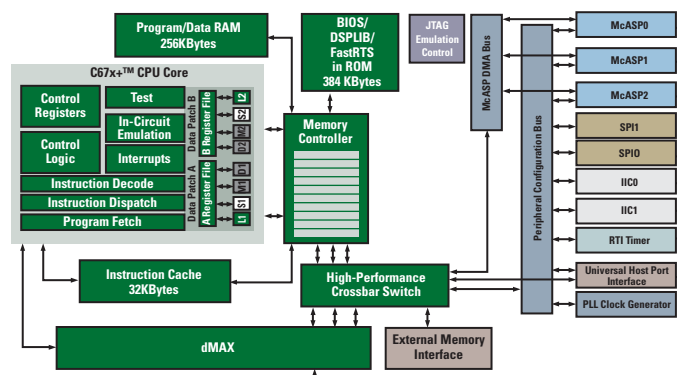 Program/Data RAM
256KBytes
BIOS/
DSPLIB/
FastRTS
in ROM
384 KBytes
JTAG
Emulation
Control
McASP DMA Bus
Peripheral Configuration Bus
McASP0
McASP1
McASP2
SPI1
SPIO
IIC0
IIC1
RTI Timer
Universal Host Port
Interface
PLL Clock Generator
C67x+™ CPU Core
Control
Registers
Test
In-Circuit
Emulation
Control
Logic
Interrupts
Instruction Decode
Instruction Dispatch
Program Fetch
Data Patch B
B Register File
L2
S2
M2
D2
Data Patch A
A Register File
D1
M1
S1
L1
Memory
Controller
Instruction Cache
32KBytes
High-Performance
Crossbar Switch
dMAX
External Memory
Interface